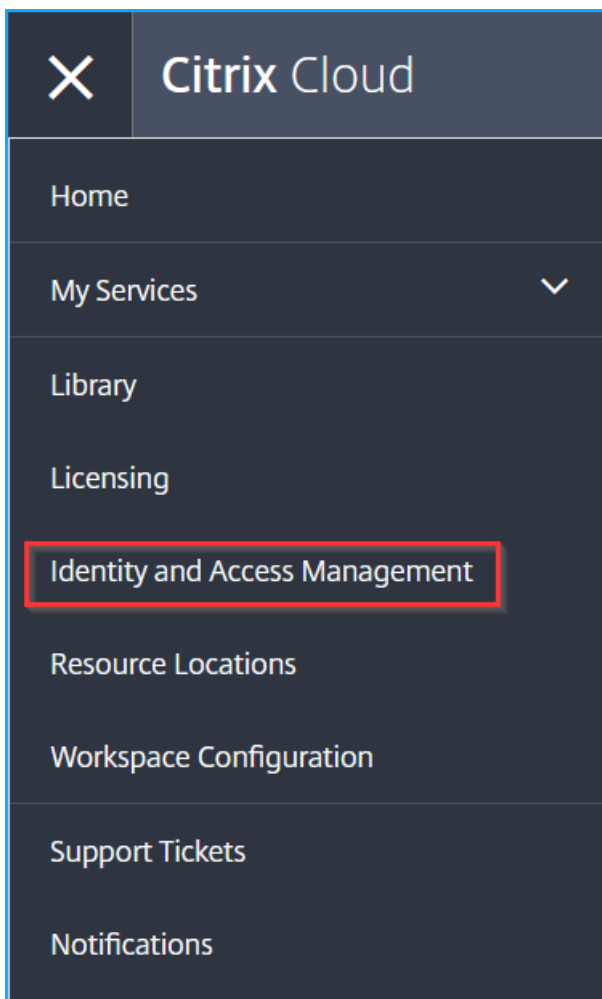 Citrix Cloud
Home
My Services
Library
Licensing
Identity and Access Management
Resource Locations
Workspace Configuration
Support Tickets
Notifications